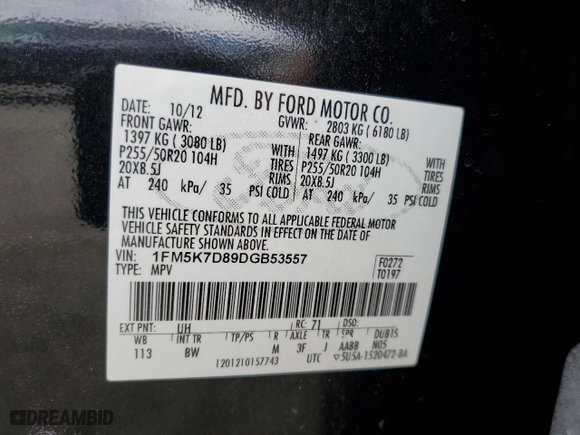 MFD. BY FORD MOTOR CO.
DATE: 10/12 GVWR: 2803 KG ( 6180 LB)
FRONT GAWR: REAR GAWR:
1397 KG ( 3080 LB) WITH 1497 KG ( 3300 LB) WITH
P255/50R20 104H TIRES P255/50R20 104H TIRES
20X8.5J RIMS 20X8.5J RIMS
AT 240 kPa/ 35 PSI COLD AT 240 kPa/ 35 PSI COLD
THIS VEHICLE CONFORMS TO ALL APPLICABLE FEDERAL MOTOR
VEHICLE SAFETY STANDARDS IN EFFECT ON THE DATE OF
MANUFACTURE SHOWN ABOVE.
VIN: 1FM5K7D89DGB53557 F0272
TYPE: MPV T0197
EXT PNT: UH RC: 71 DSO:
WB INT TR TP/PS R AXLE TR SPR DUBIS
113 BW M 3F J AABB N05
1201210157743 UTC ▽5U5A-1520472-BA
DREAMBID